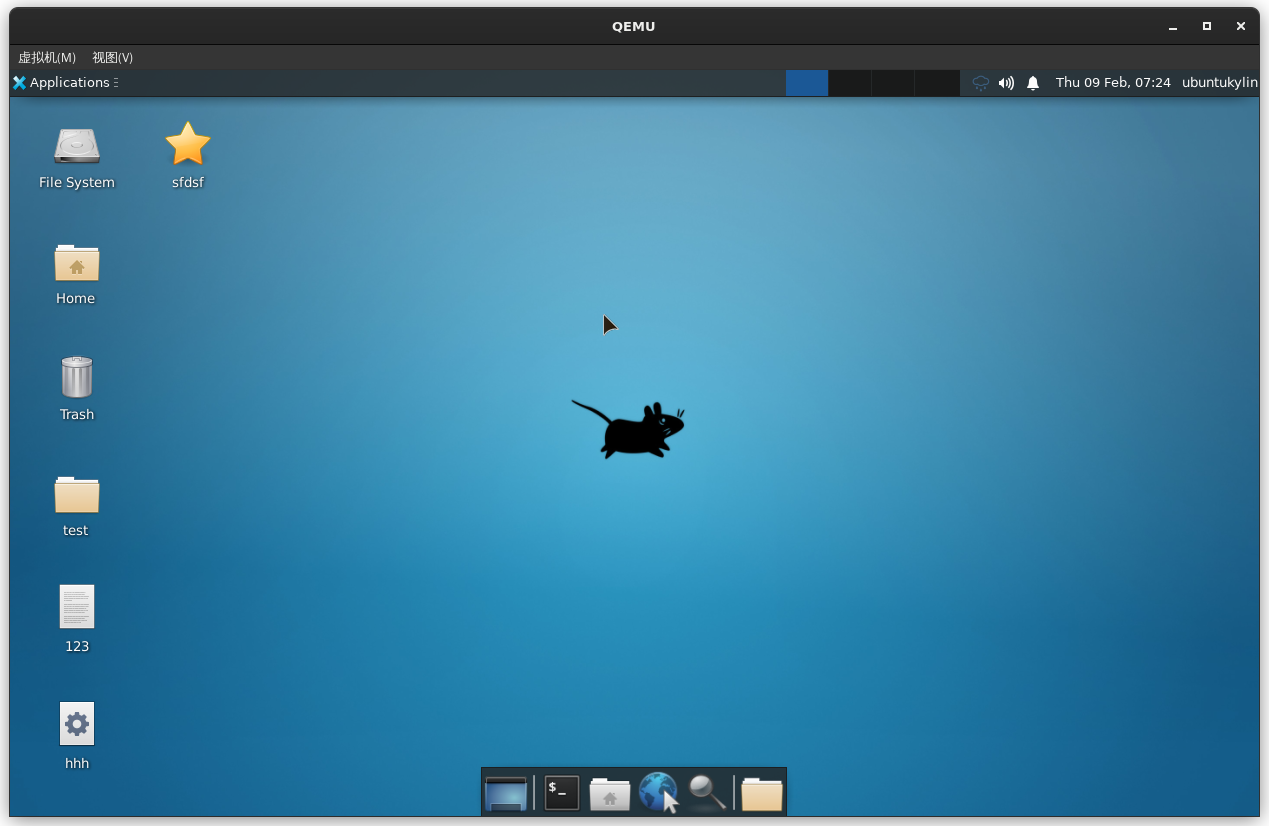 QEMU
虚拟机(M) 视图(V)
Applications Thu 09 Feb, 07:24 ubuntukylin
File System sfdsf
Home
Trash
test
123
hhh
$_